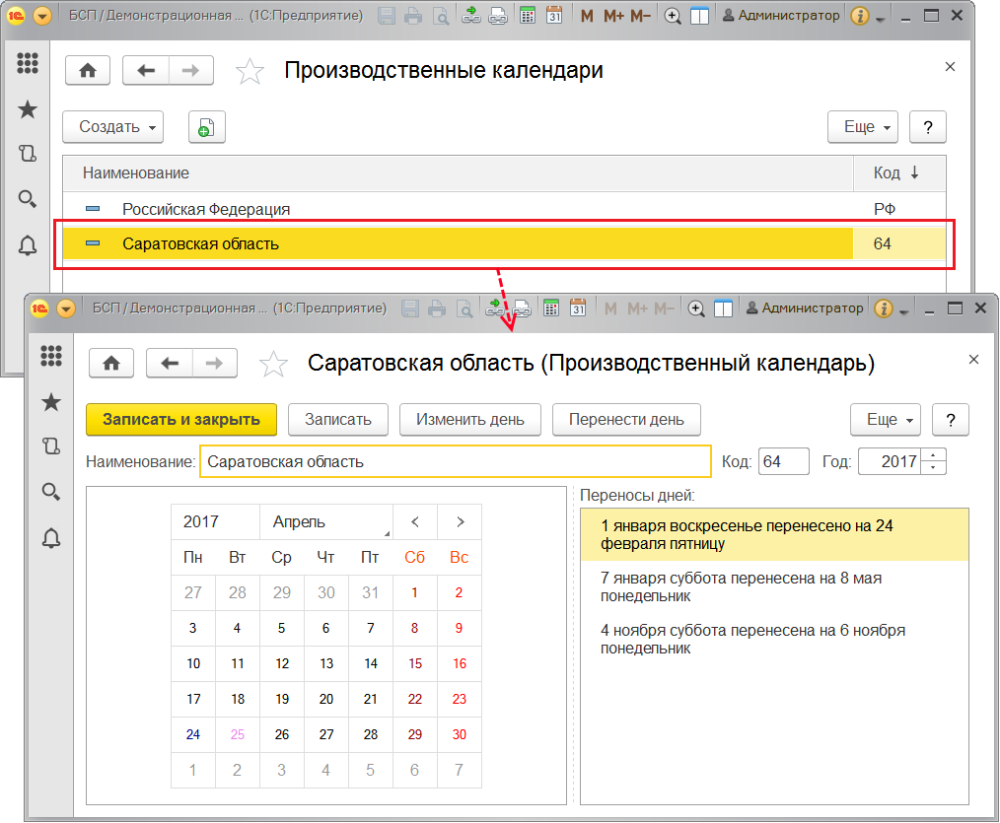 БСП / Демонстрационная ... (1С:Предприятие) 31 M M+ M- Администратор
Производственные календари
Создать Еще ?
Наименование Код ↓
Российская Федерация РФ
Саратовская область 64
БСП / Демонстрационная ... (1С:Предприятие) 31 M M+ M- Администратор
Саратовская область (Производственный календарь)
Записать и закрыть Записать Изменить день Перенести день Еще ?
Наименование: Саратовская область Код: 64 Год: 2017
Переносы дней:
2017 Апрель < >
Пн Вт Ср Чт Пт Сб Вс
27 28 29 30 31 1 2
3 4 5 6 7 8 9
10 11 12 13 14 15 16
17 18 19 20 21 22 23
24 25 26 27 28 29 30
1 2 3 4 5 6 7
1 января воскресенье перенесено на 24
февраля пятницу
7 января суббота перенесена на 8 мая
понедельник
4 ноября суббота перенесена на 6 ноября
понедельник